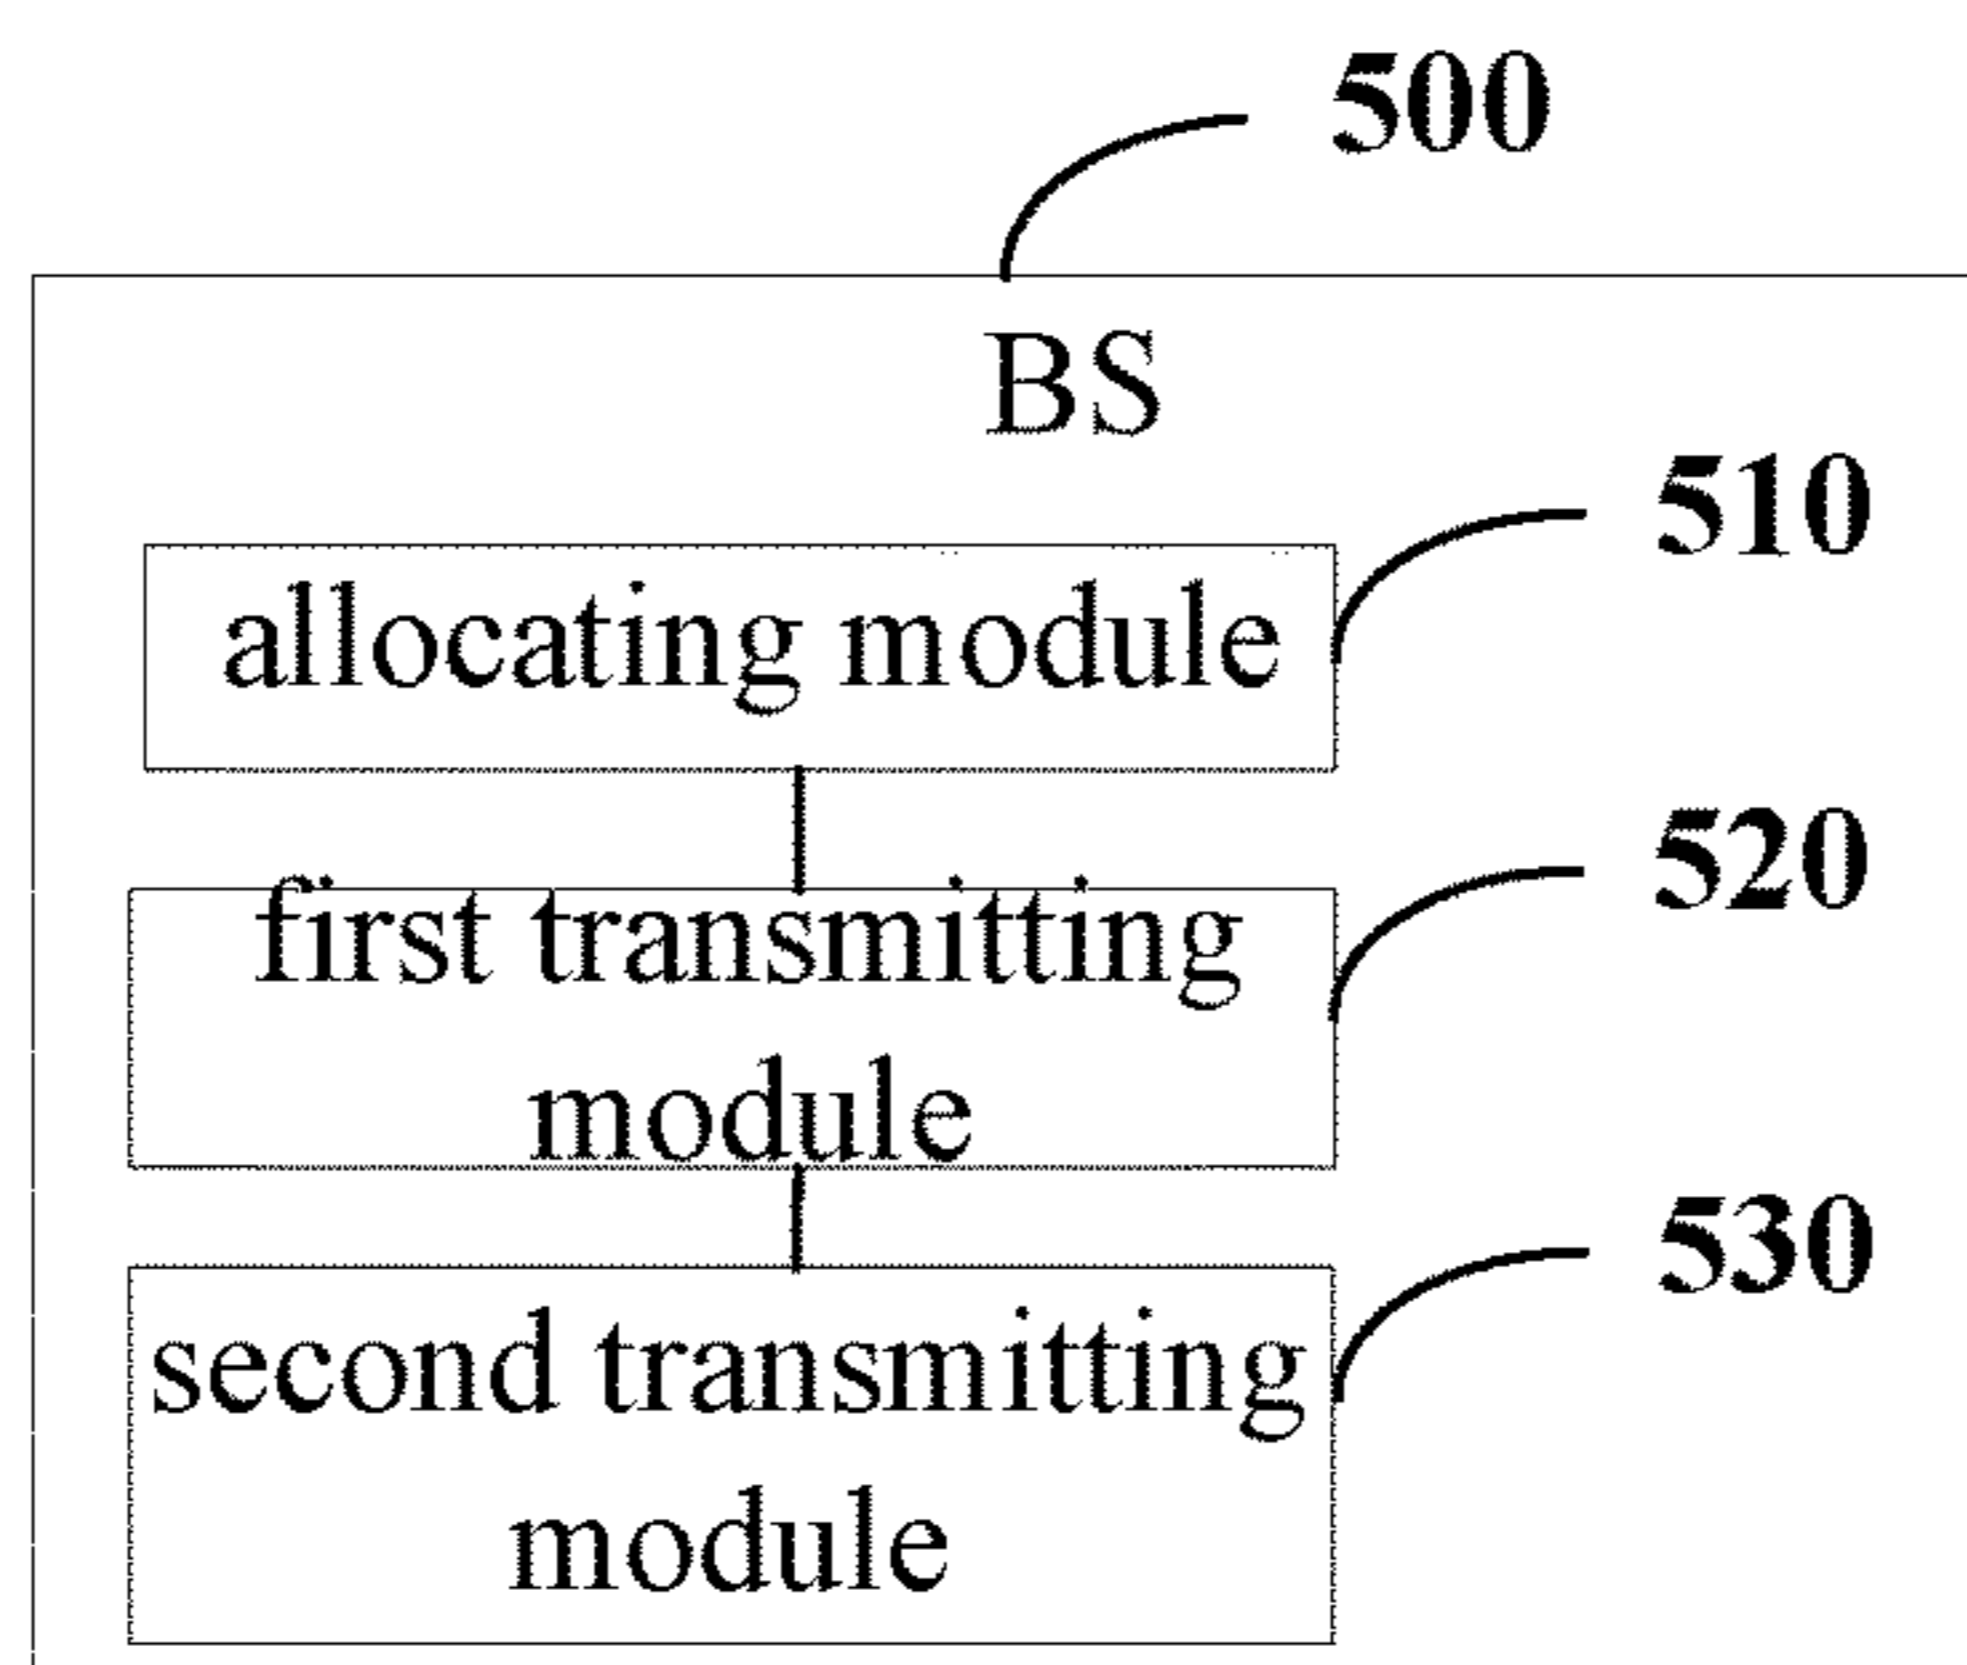 500
BS
510
allocating module
520
first transmitting
module
530
second transmitting
module